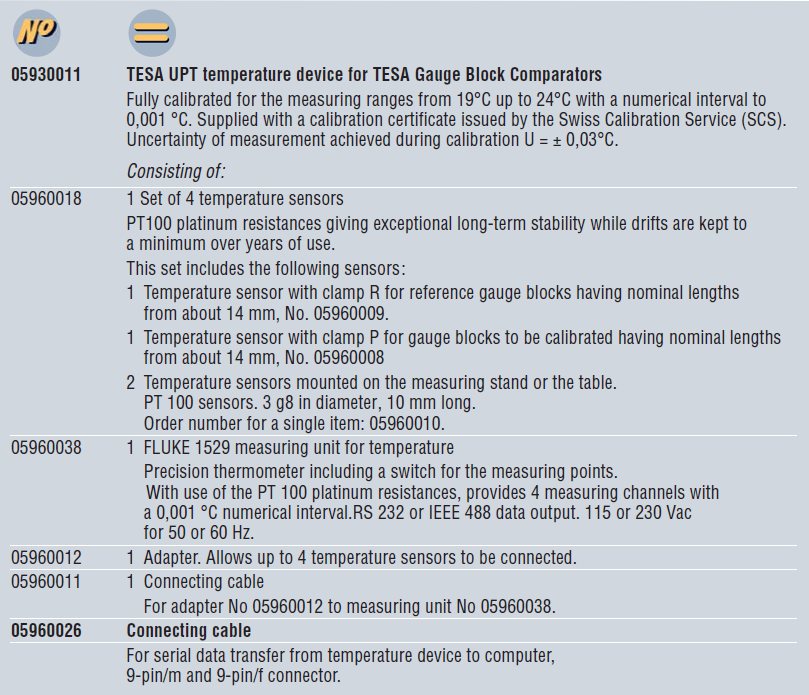 No
05930011 TESA UPT temperature device for TESA Gauge Block Comparators
Fully calibrated for the measuring ranges from 19°C up to 24°C with a numerical interval to
0,001 °C. Supplied with a calibration certificate issued by the Swiss Calibration Service (SCS).
Uncertainty of measurement achieved during calibration U = ± 0,03°C.
Consisting of:
05960018 1 Set of 4 temperature sensors
PT100 platinum resistances giving exceptional long-term stability while drifts are kept to
a minimum over years of use.
This set includes the following sensors:
1 Temperature sensor with clamp R for reference gauge blocks having nominal lengths
from about 14 mm, No. 05960009.
1 Temperature sensor with clamp P for gauge blocks to be calibrated having nominal lengths
from about 14 mm, No. 05960008
2 Temperature sensors mounted on the measuring stand or the table.
PT 100 sensors. 3 g8 in diameter, 10 mm long.
Order number for a single item: 05960010.
05960038 1 FLUKE 1529 measuring unit for temperature
Precision thermometer including a switch for the measuring points.
With use of the PT 100 platinum resistances, provides 4 measuring channels with
a 0,001 °C numerical interval.RS 232 or IEEE 488 data output. 115 or 230 Vac
for 50 or 60 Hz.
05960012 1 Adapter. Allows up to 4 temperature sensors to be connected.
05960011 1 Connecting cable
For adapter No 05960012 to measuring unit No 05960038.
05960026 Connecting cable
For serial data transfer from temperature device to computer,
9-pin/m and 9-pin/f connector.